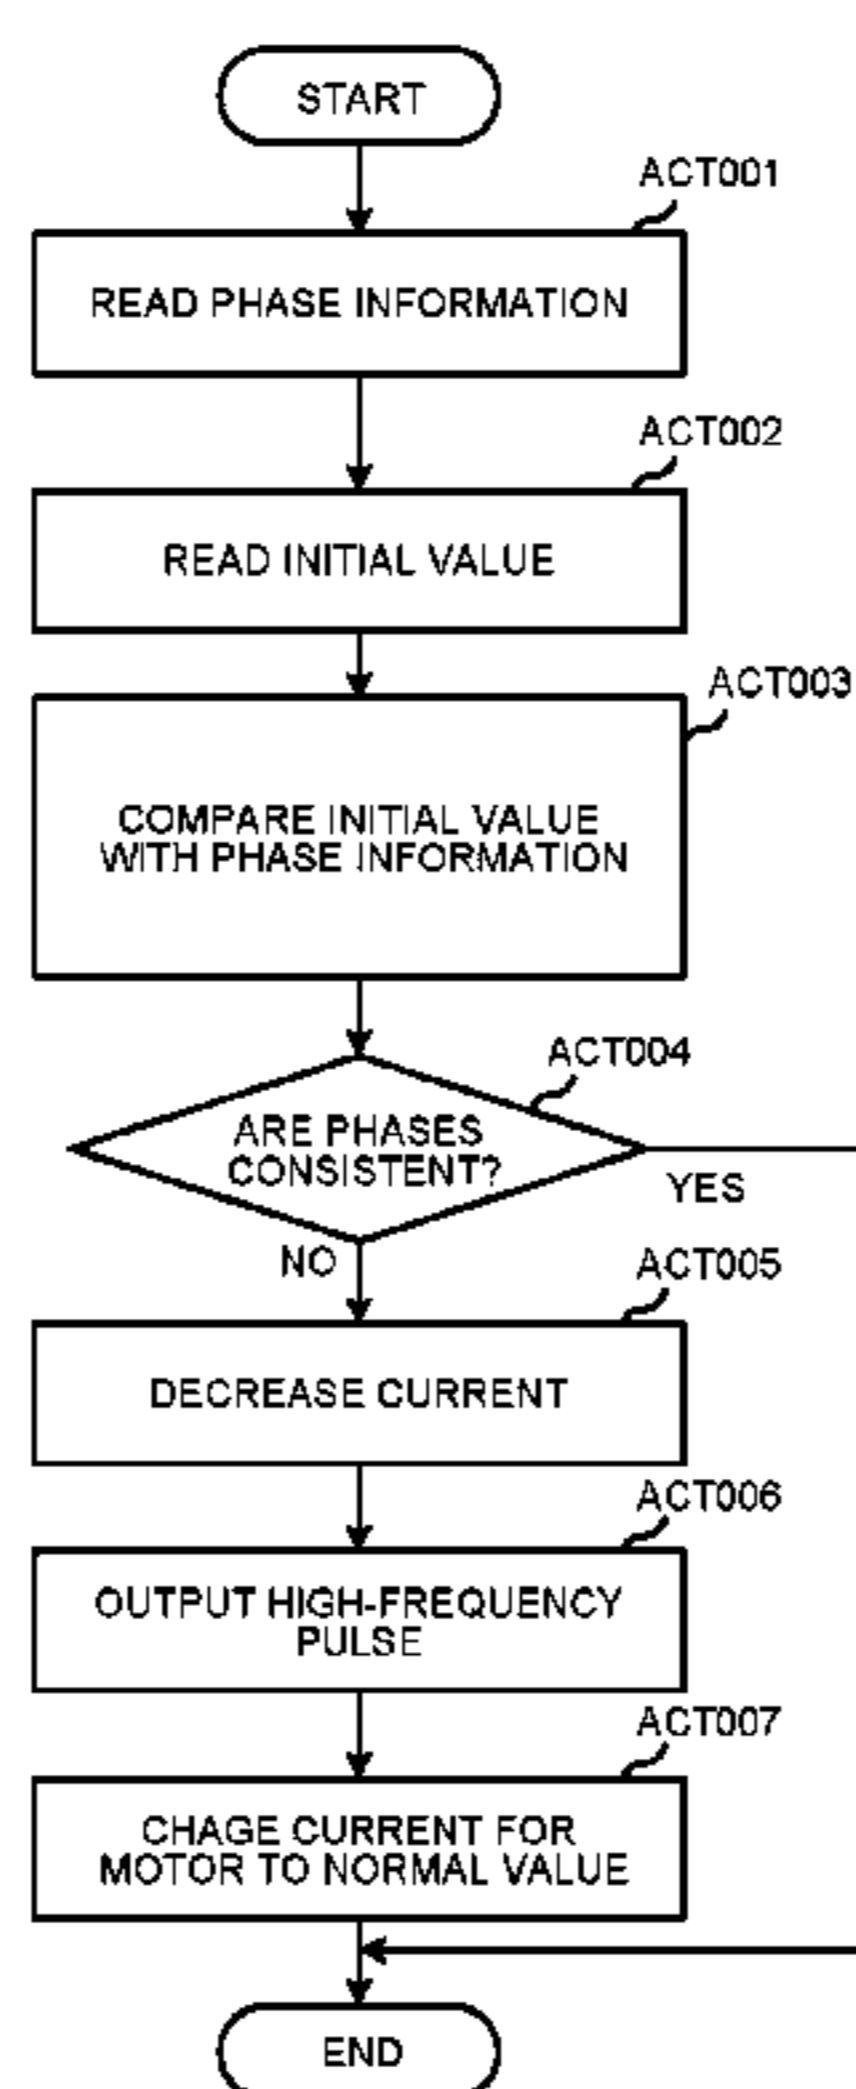 START
ACT001
READ PHASE INFORMATION
ACT002
READ INITIAL VALUE
ACT003
COMPARE INITIAL VALUE
WITH PHASE INFORMATION
ACT004
ARE PHASES
CONSISTENT?
YES
NO
ACT005
DECREASE CURRENT
ACT006
OUTPUT HIGH-FREQUENCY
PULSE
ACT007
CHAGE CURRENT FOR
MOTOR TO NORMAL VALUE
END